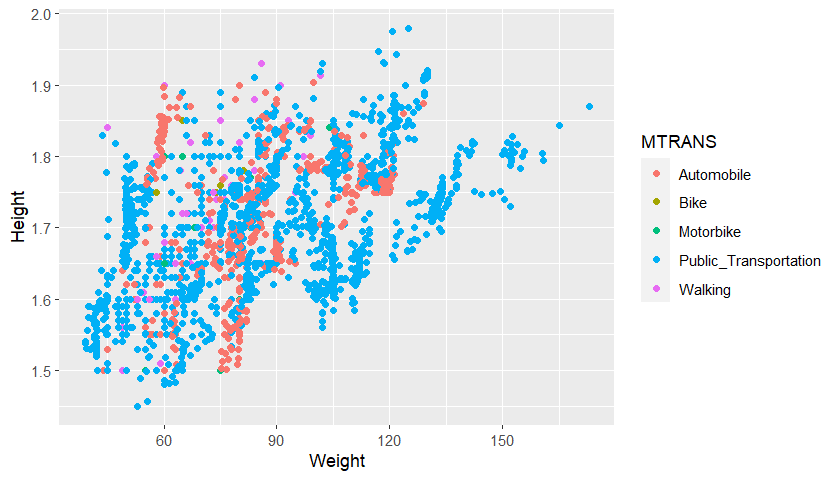 2.0
1.9
1.8
1.7
1.6
1.5
Height
60 90 120 150
Weight
MTRANS
Automobile
Bike
Motorbike
Public_Transportation
Walking